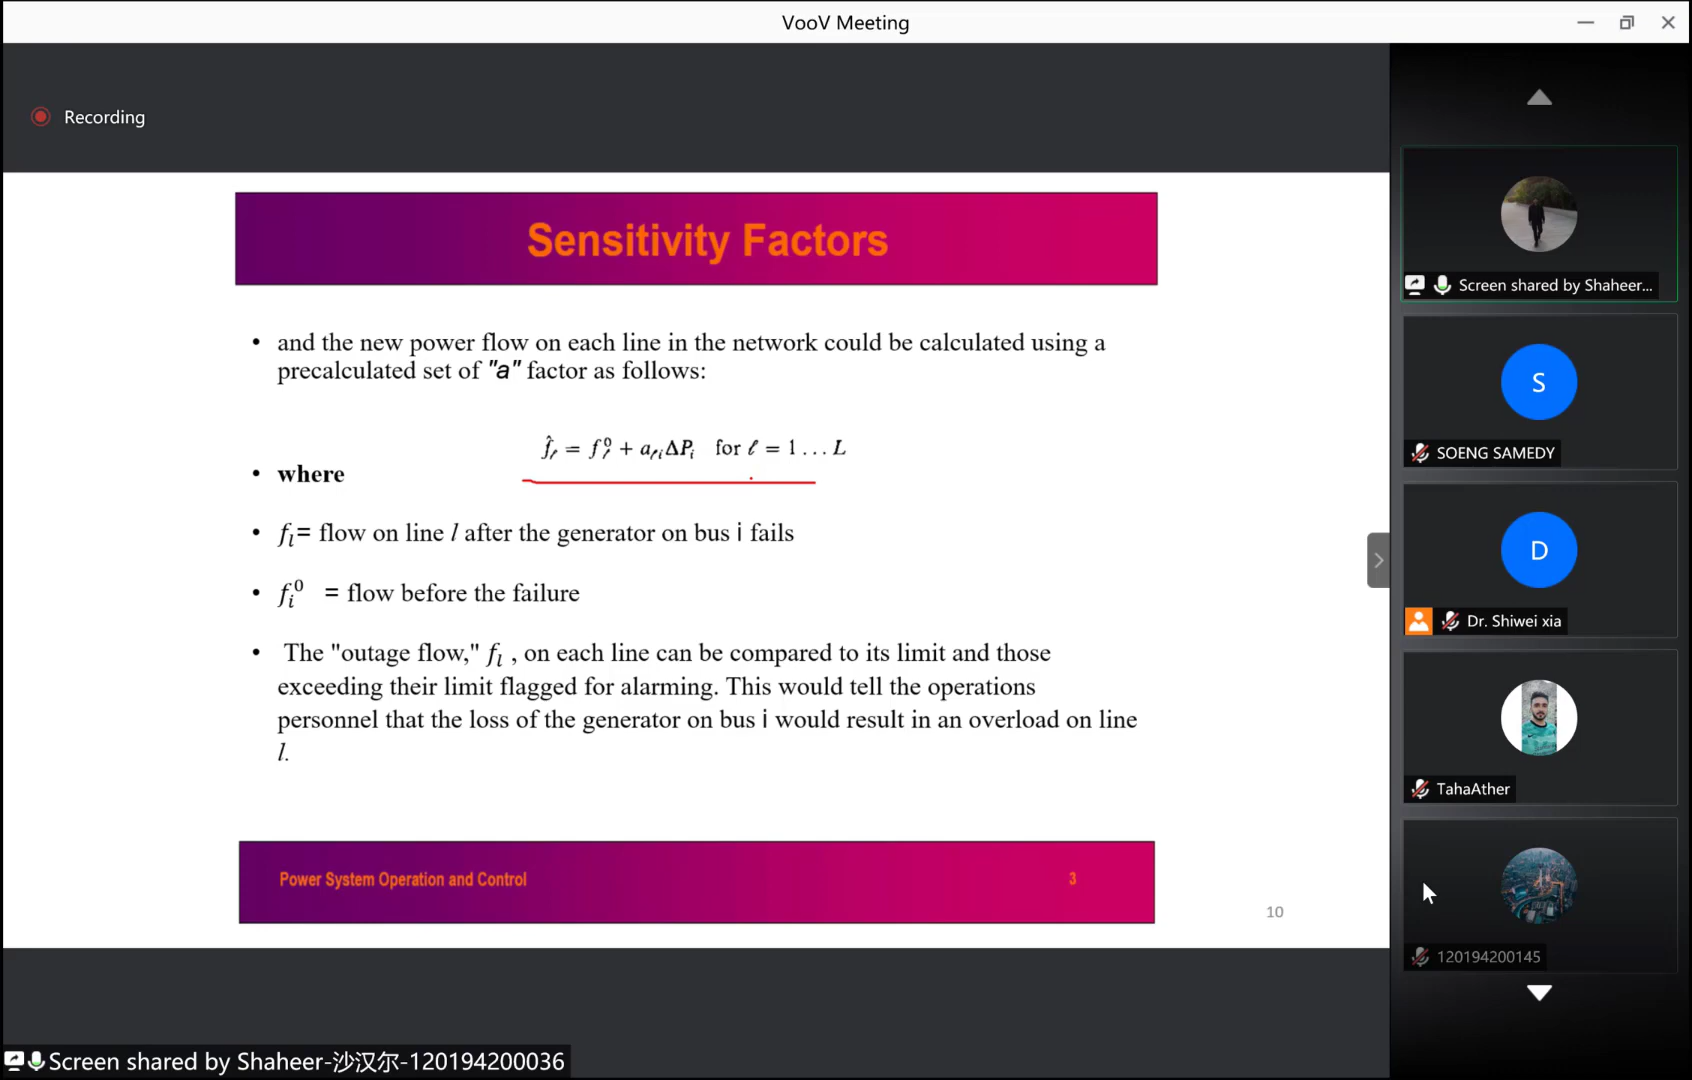 VooV Meeting
Recording
Sensitivity Factors
• and the new power flow on each line in the network could be calculated using a
precalculated set of "a" factor as follows:
f̂ℓ = fℓ⁰ + aℓiΔPi for ℓ = 1 ... L
• where
• fl= flow on line l after the generator on bus i fails
• fi⁰ = flow before the failure
• The "outage flow," fl , on each line can be compared to its limit and those
exceeding their limit flagged for alarming. This would tell the operations
personnel that the loss of the generator on bus i would result in an overload on line
l.
Power System Operation and Control 3
10
Screen shared by Shaheer...
S
SOENG SAMEDY
D
Dr. Shiwei xia
TahaAther
120194200145
Screen shared by Shaheer-沙汉尔-120194200036